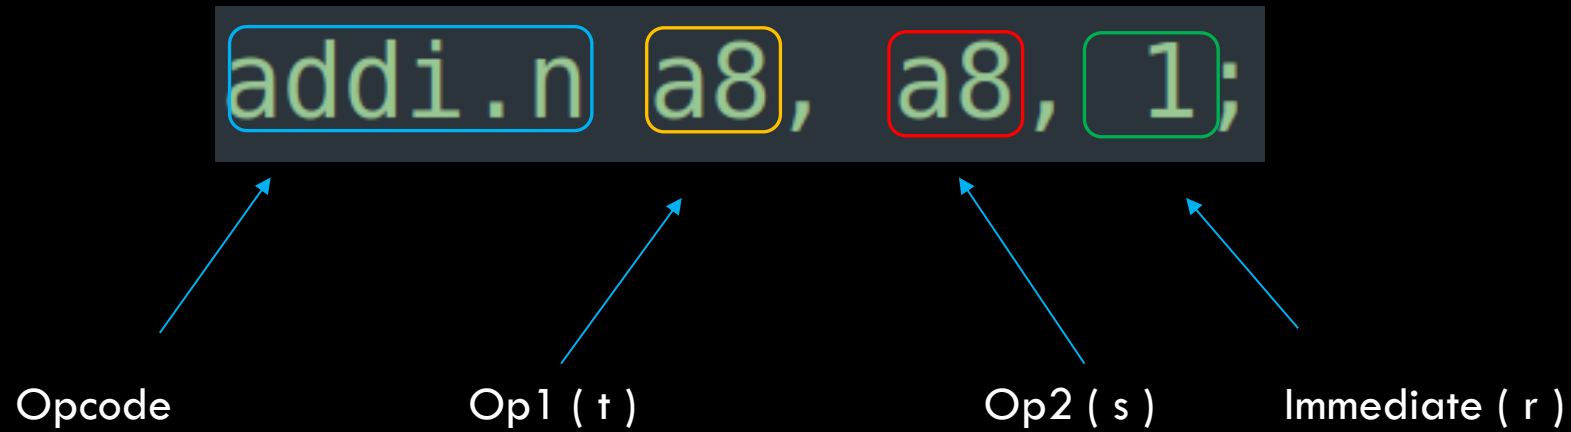 addi.n a8, a8, 1;
Opcode Op1 ( t ) Op2 ( s ) Immediate ( r )